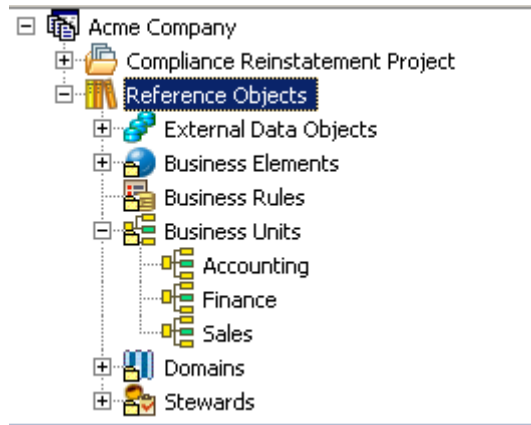 Acme Company
Compliance Reinstatement Project
Reference Objects
External Data Objects
Business Elements
Business Rules
Business Units
Accounting
Finance
Sales
Domains
Stewards